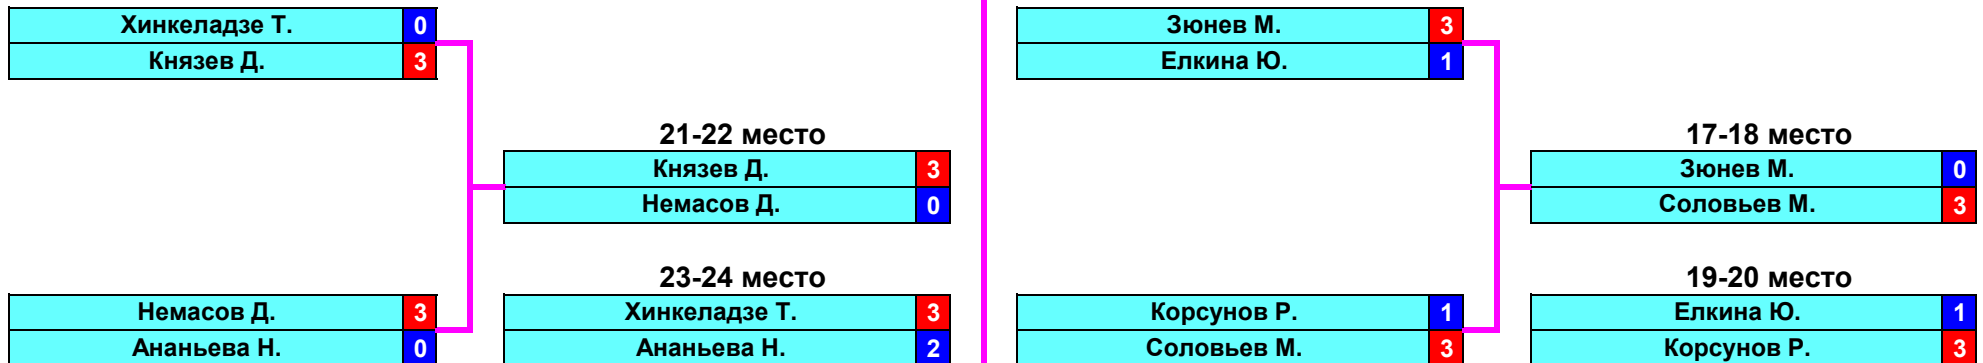 Хинкеладзе Т. 0
Князев Д. 3
21-22 место
Князев Д. 3
Немасов Д. 0
23-24 место
Немасов Д. 3
Ананьева Н. 0
Хинкеладзе Т. 3
Ананьева Н. 2
Зюнев М. 3
Елкина Ю. 1
17-18 место
Зюнев М. 0
Соловьев М. 3
19-20 место
Корсунов Р. 1
Соловьев М. 3
Елкина Ю. 1
Корсунов Р. 3